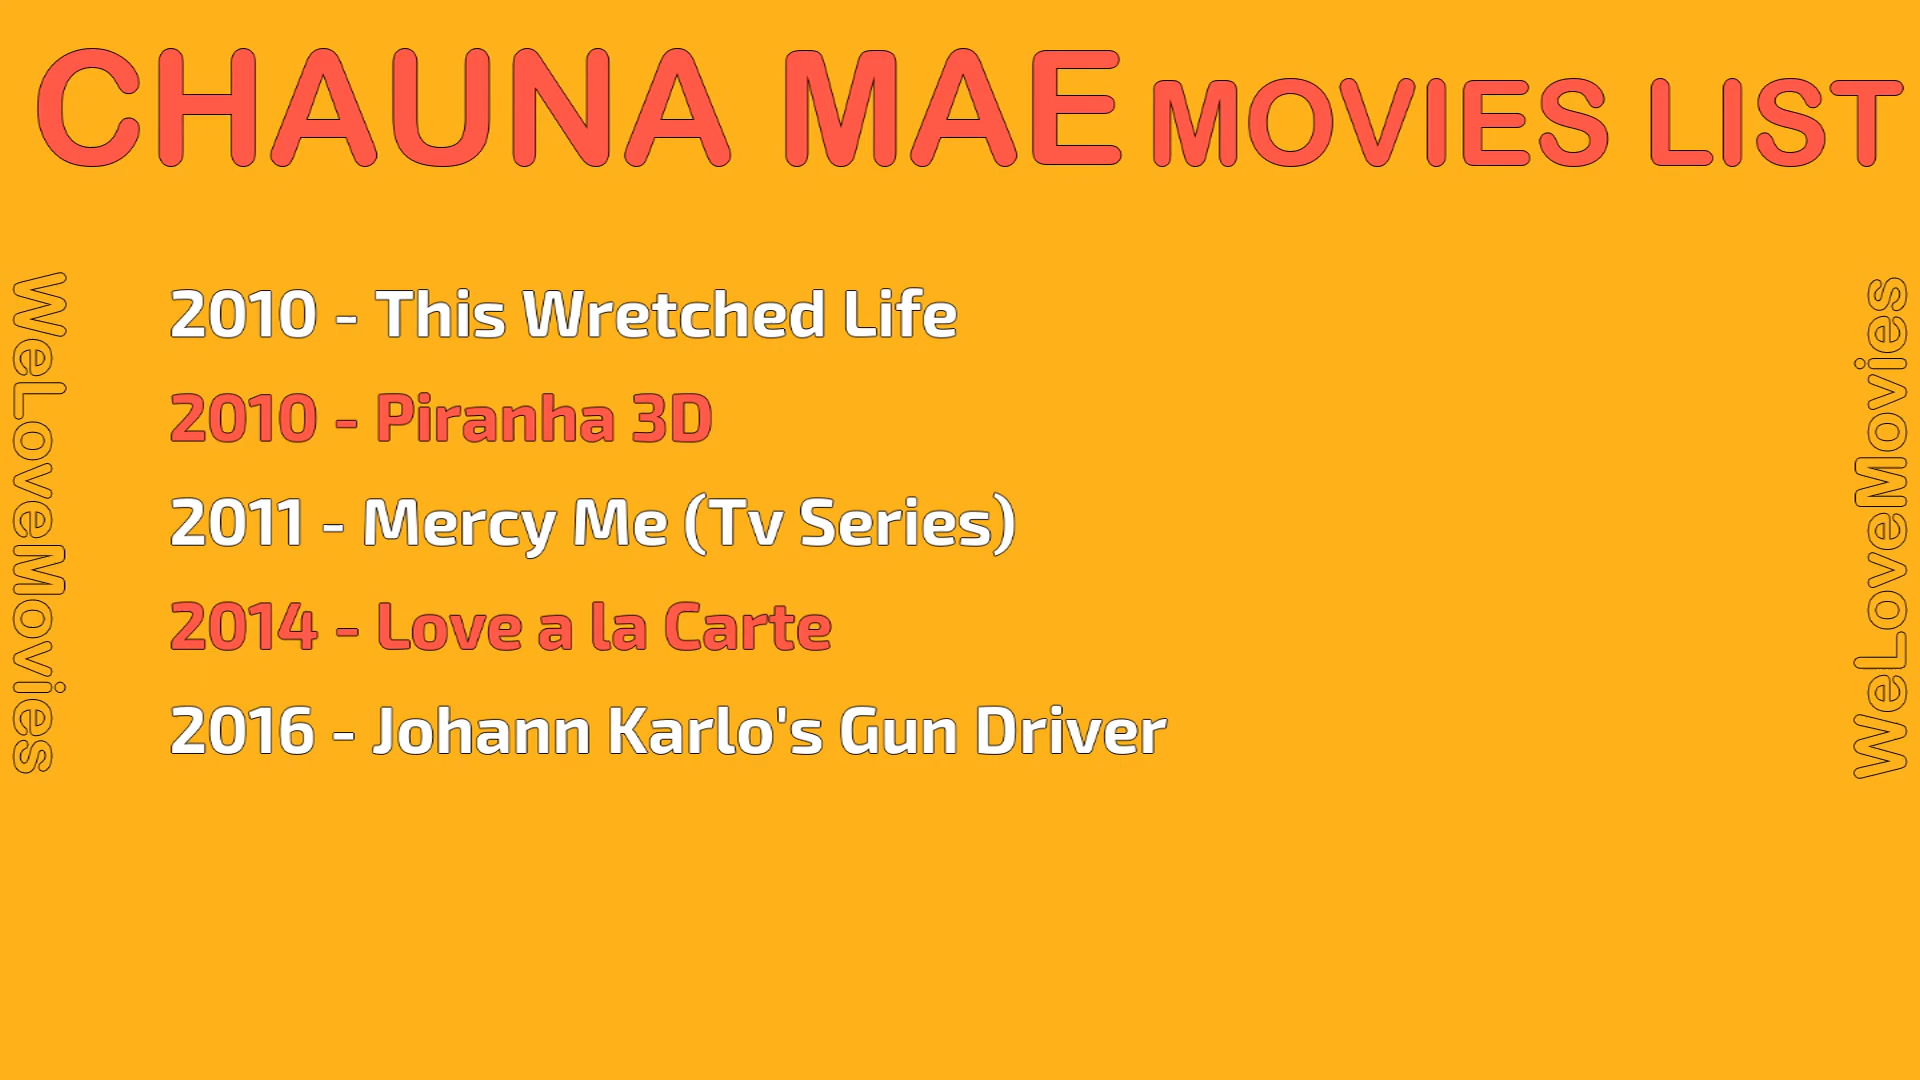 CHAUNA MAE MOVIES LIST
WeLoveMovies
2010 - This Wretched Life
2010 - Piranha 3D
2011 - Mercy Me (Tv Series)
2014 - Love a la Carte
2016 - Johann Karlo's Gun Driver
WeLoveMovies